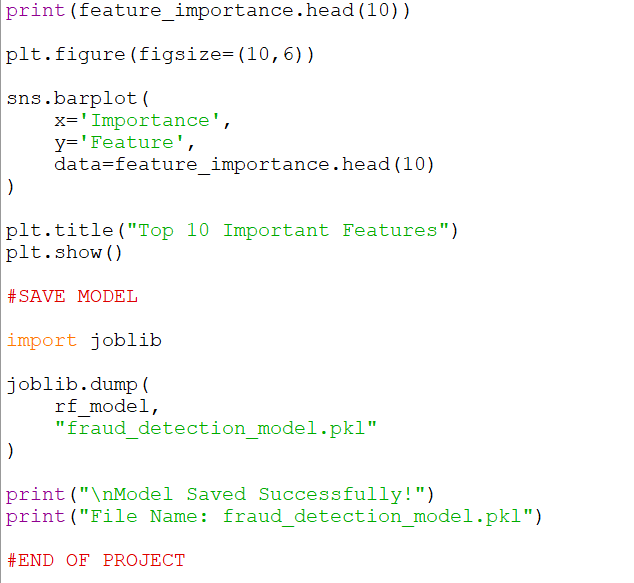 print(feature_importance.head(10))
plt.figure(figsize=(10,6))
sns.barplot(
    x='Importance',
    y='Feature',
    data=feature_importance.head(10)
)
plt.title("Top 10 Important Features")
plt.show()
#SAVE MODEL
import joblib
joblib.dump(
    rf_model,
    "fraud_detection_model.pkl"
)
print("\nModel Saved Successfully!")
print("File Name: fraud_detection_model.pkl")
#END OF PROJECT